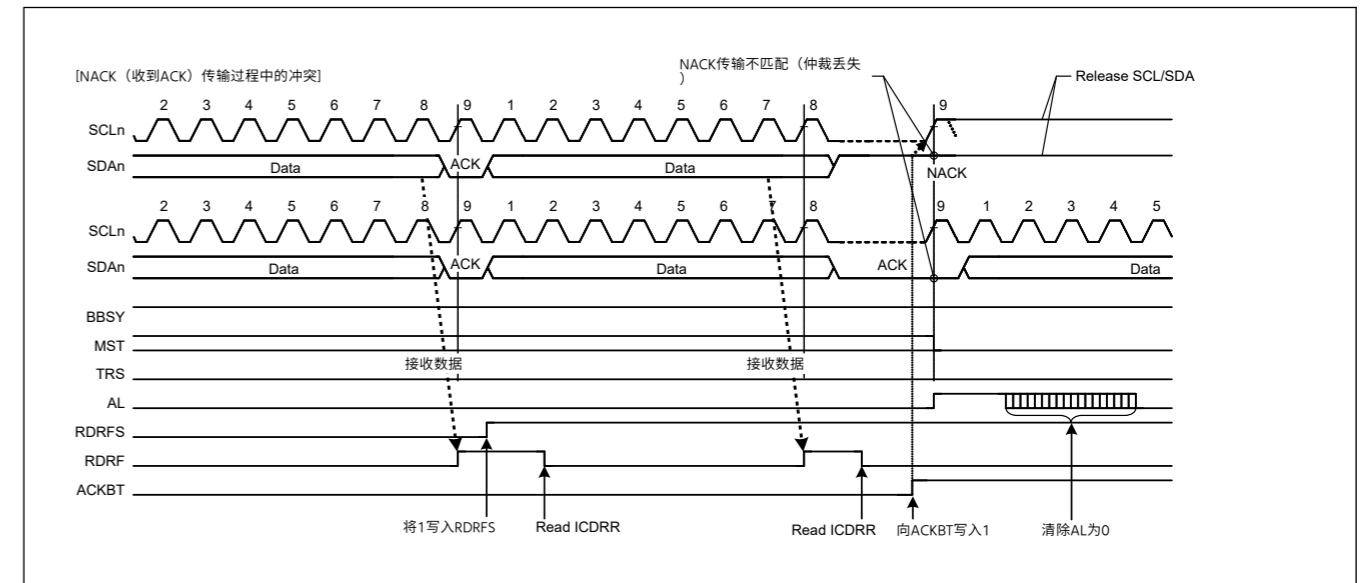 [NACK（收到ACK）传输过程中的冲突]
NACK传输不匹配（仲裁丢失
）
Release SCL/SDA
2 3 4 5 6 7 8 9 1 2 3 4 5 6 7 8 9
SCLn
SDAn Data ACK Data NACK
2 3 4 5 6 7 8 9 1 2 3 4 5 6 7 8 9 1 2 3 4 5
SCLn
SDAn Data ACK Data ACK Data
BBSY
MST
接收数据 接收数据
TRS
AL
RDRFS
RDRF
ACKBT
将1写入RDRFS Read ICDRR Read ICDRR 向ACKBT写入1 清除AL为0